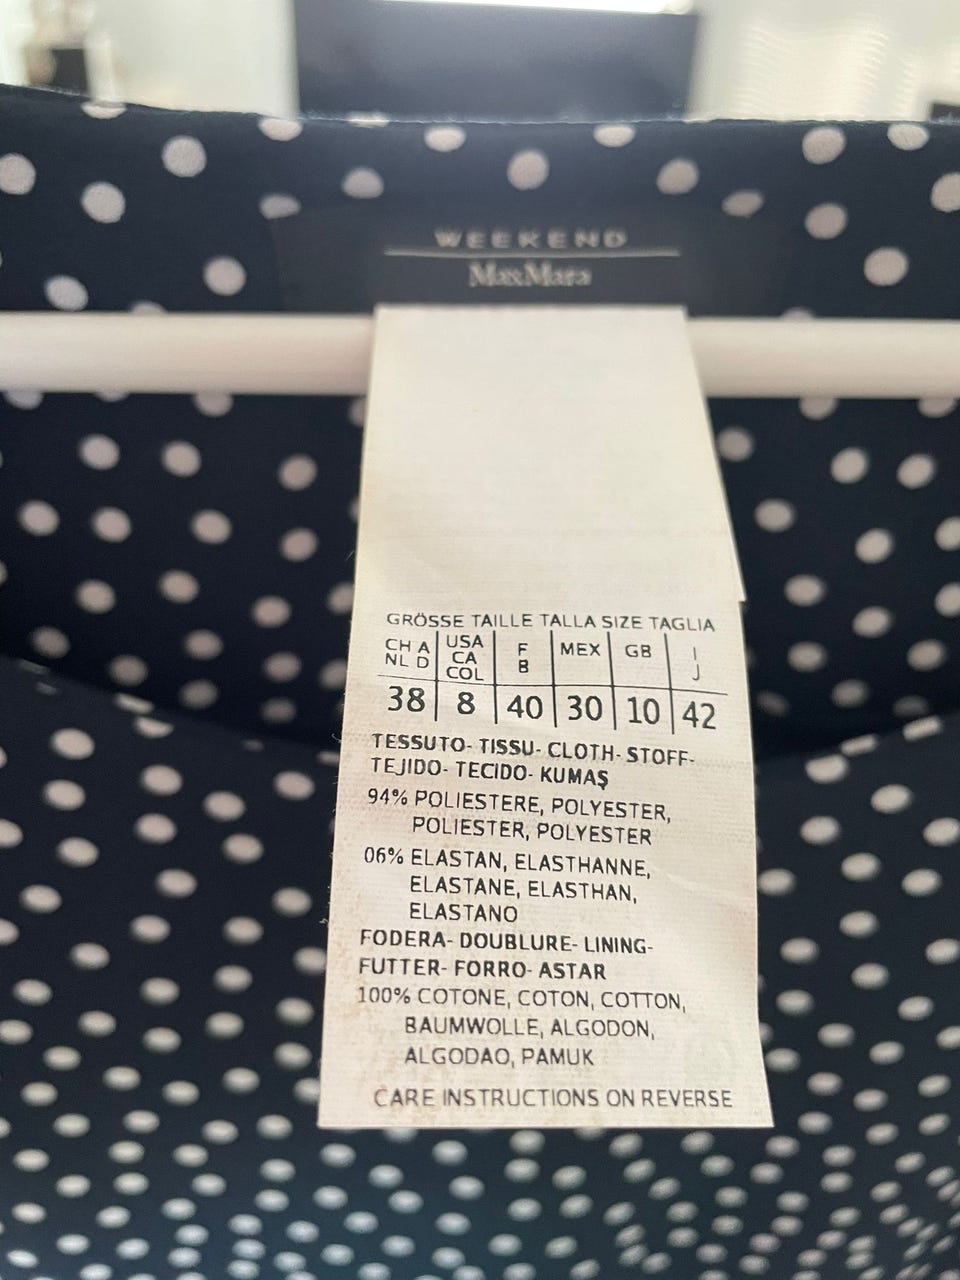 WEEKEND
MaxMara
GRÖSSE TAILLE TALLA SIZE TAGLIA
CH A NL D USA CA COL F B MEX GB I J
38 8 40 30 10 42
TESSUTO- TISSU- CLOTH- STOFF-
TEJIDO- TECIDO- KUMAŞ
94% POLIESTERE, POLYESTER,
POLIESTER, POLYESTER
06% ELASTAN, ELASTHANNE,
ELASTANE, ELASTHAN,
ELASTANO
FODERA- DOUBLURE- LINING-
FUTTER- FORRO- ASTAR
100% COTONE, COTON, COTTON,
BAUMWOLLE, ALGODON,
ALGODAO, PAMUK
CARE INSTRUCTIONS ON REVERSE